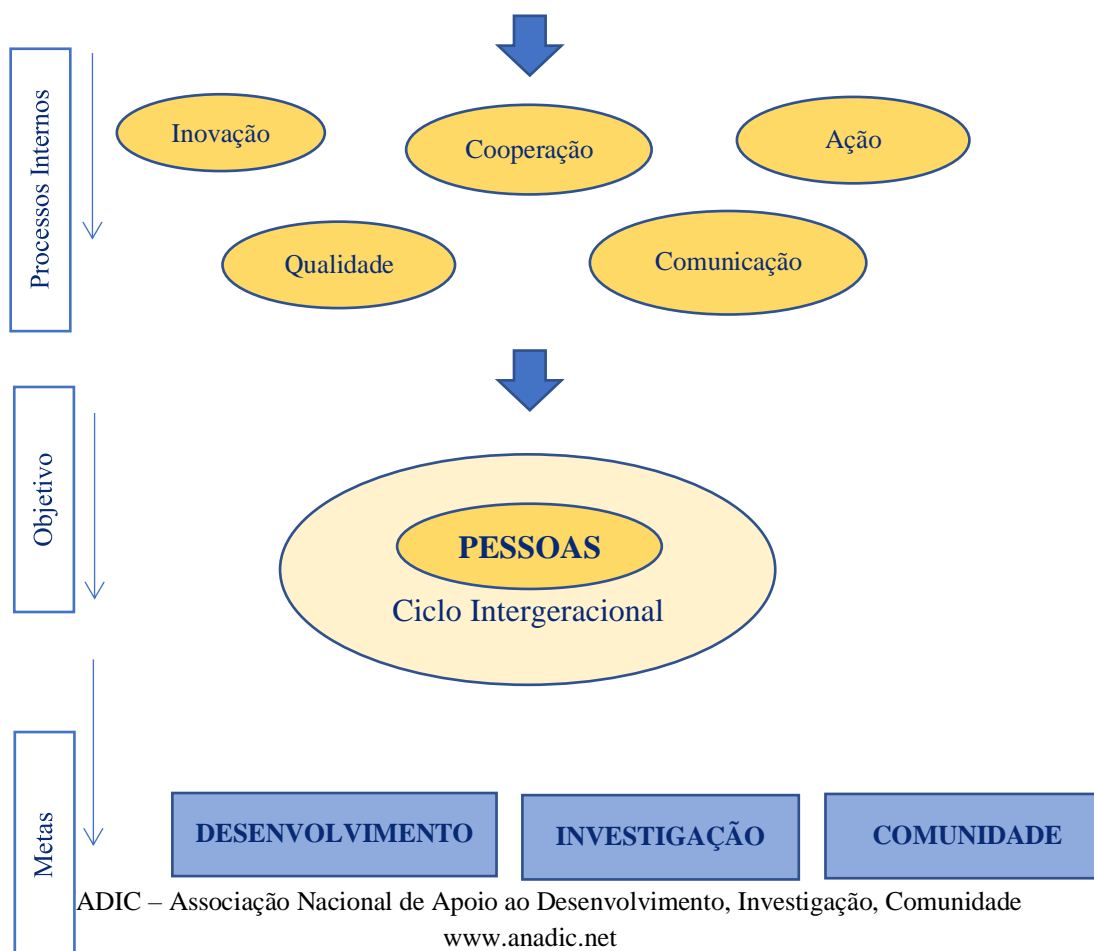 Processos Internos
Inovação
Cooperação
Ação
Qualidade
Comunicação
Objetivo
PESSOAS
Ciclo Intergeracional
Metas
DESENVOLVIMENTO
INVESTIGAÇÃO
COMUNIDADE
ADIC – Associação Nacional de Apoio ao Desenvolvimento, Investigação, Comunidade
www.anadic.net